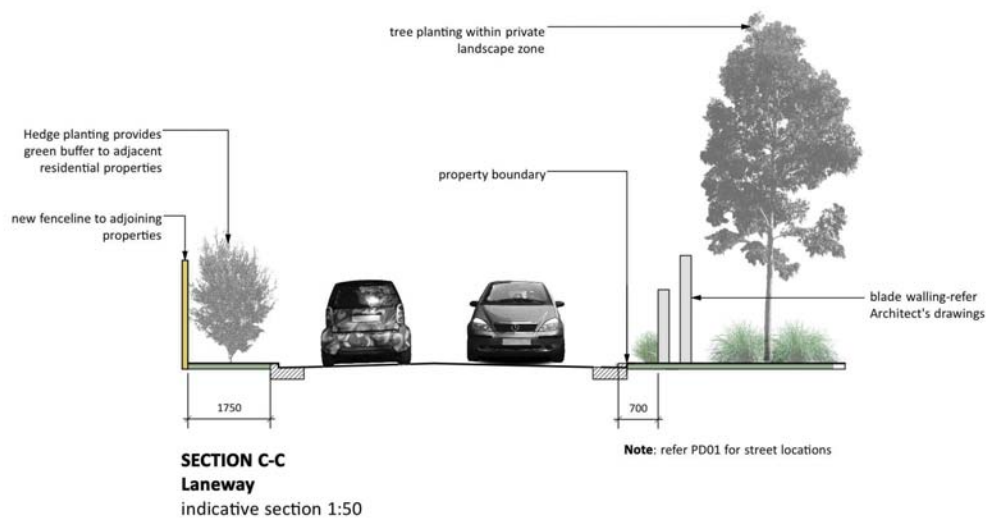 tree planting within private
landscape zone
Hedge planting provides
green buffer to adjacent
residential properties
property boundary
new fenceline to adjoining
properties
blade walling-refer
Architect's drawings
1750
700
Note: refer PD01 for street locations
SECTION C-C
Laneway
indicative section 1:50